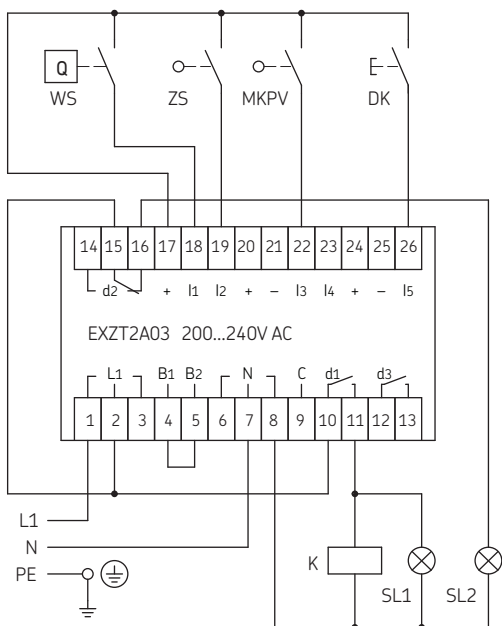 Q
WS ZS MKPV DK
14 15 16 17 18 19 20 21 22 23 24 25 26
d2 + I1 I2 + – I3 I4 + – I5
EXZT2A03 200...240V AC
L1 B1 B2 N C d1 d3
1 2 3 4 5 6 7 8 9 10 11 12 13
L1
N
PE
K
SL1
SL2